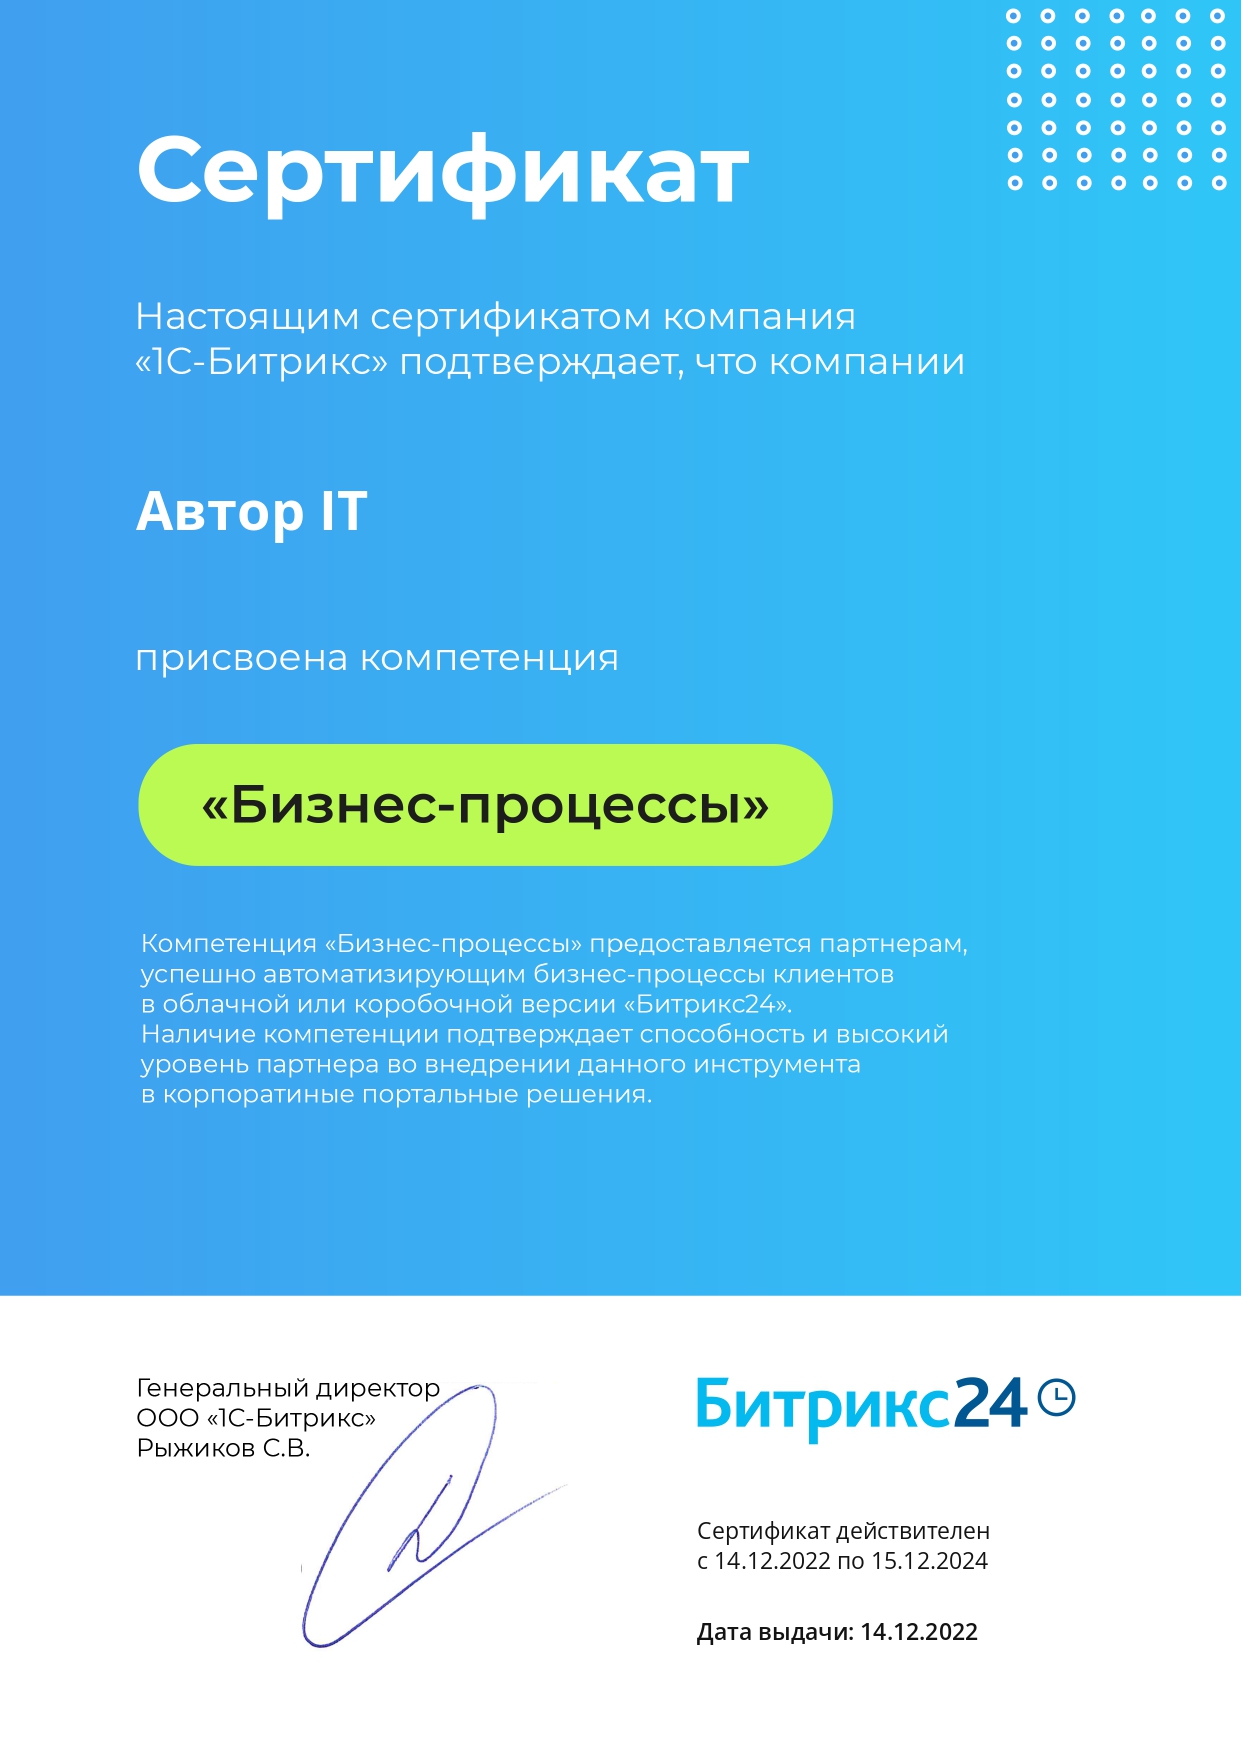 Сертификат
Настоящим сертификатом компания
«1С-Битрикс» подтверждает, что компании
Автор IT
присвоена компетенция
«Бизнес-процессы»
Компетенция «Бизнес-процессы» предоставляется партнерам,
успешно автоматизирующим бизнес-процессы клиентов
в облачной или коробочной версии «Битрикс24».
Наличие компетенции подтверждает способность и высокий
уровень партнера во внедрении данного инструмента
в корпоратиные портальные решения.
Генеральный директор
ООО «1С-Битрикс»
Рыжиков С.В.
Битрикс24
Сертификат действителен
с 14.12.2022 по 15.12.2024
Дата выдачи: 14.12.2022